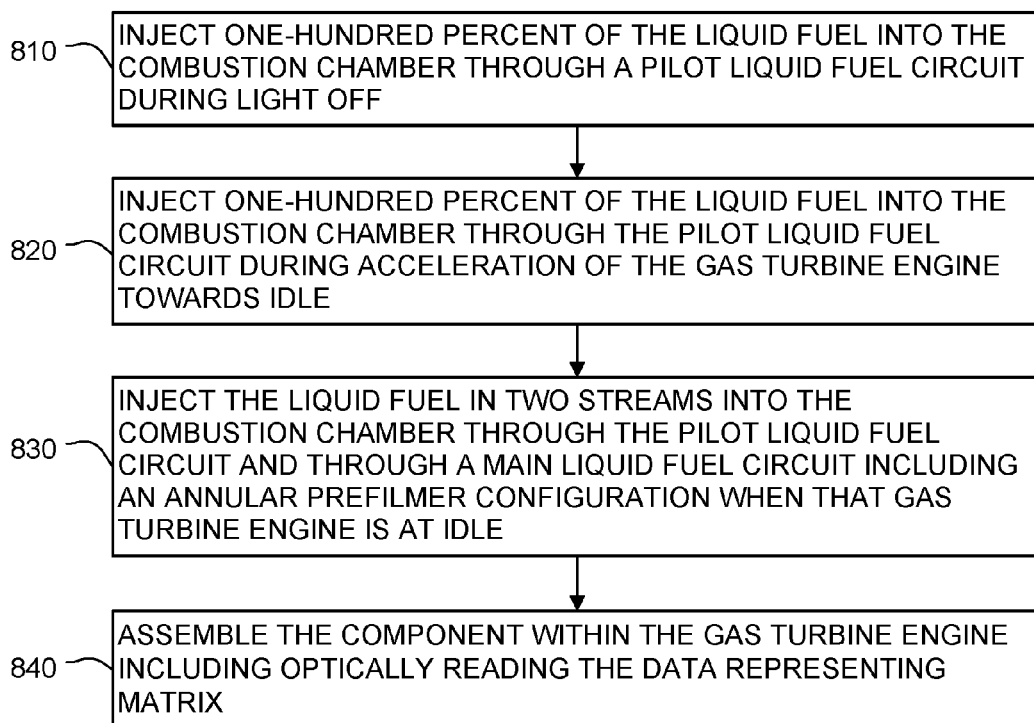 810
INJECT ONE-HUNDRED PERCENT OF THE LIQUID FUEL INTO THE
COMBUSTION CHAMBER THROUGH A PILOT LIQUID FUEL CIRCUIT
DURING LIGHT OFF
820
INJECT ONE-HUNDRED PERCENT OF THE LIQUID FUEL INTO THE
COMBUSTION CHAMBER THROUGH THE PILOT LIQUID FUEL
CIRCUIT DURING ACCELERATION OF THE GAS TURBINE ENGINE
TOWARDS IDLE
830
INJECT THE LIQUID FUEL IN TWO STREAMS INTO THE
COMBUSTION CHAMBER THROUGH THE PILOT LIQUID FUEL
CIRCUIT AND THROUGH A MAIN LIQUID FUEL CIRCUIT INCLUDING
AN ANNULAR PREFILMER CONFIGURATION WHEN THAT GAS
TURBINE ENGINE IS AT IDLE
840
ASSEMBLE THE COMPONENT WITHIN THE GAS TURBINE ENGINE
INCLUDING OPTICALLY READING THE DATA REPRESENTING
MATRIX